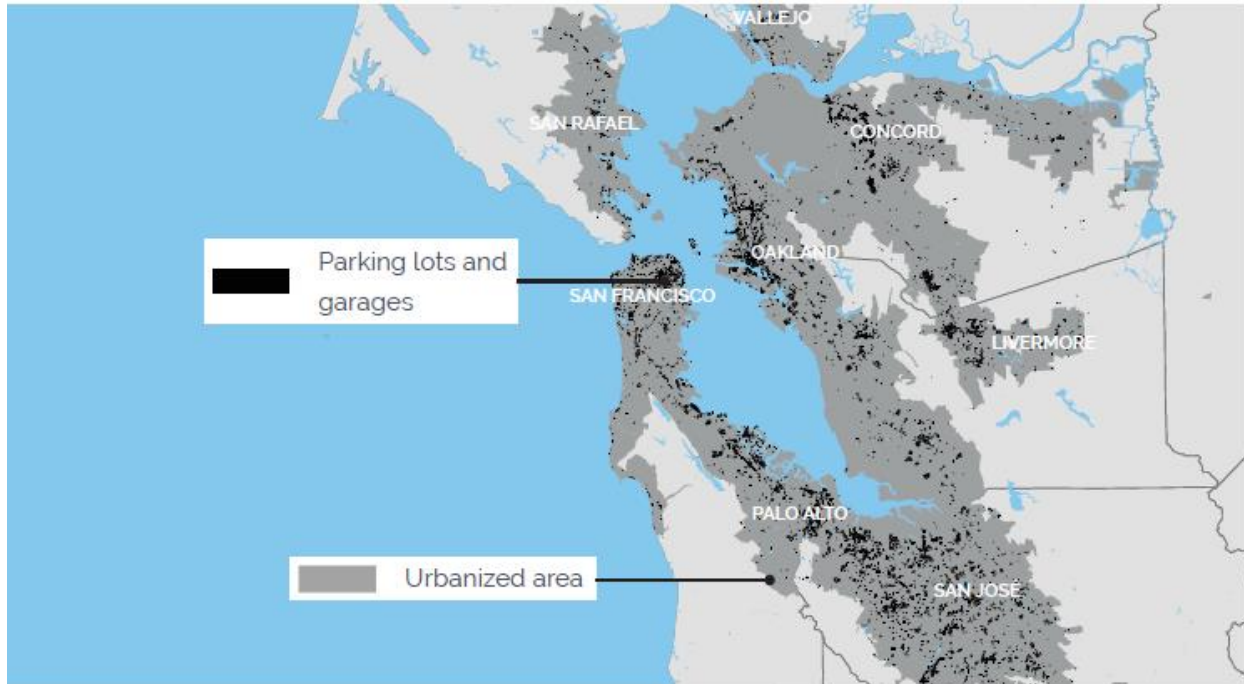 VALLEJO
SAN RAFAEL
CONCORD
Parking lots and
garages
OAKLAND
SAN FRANCISCO
LIVERMORE
PALO ALTO
Urbanized area
SAN JOSÉ